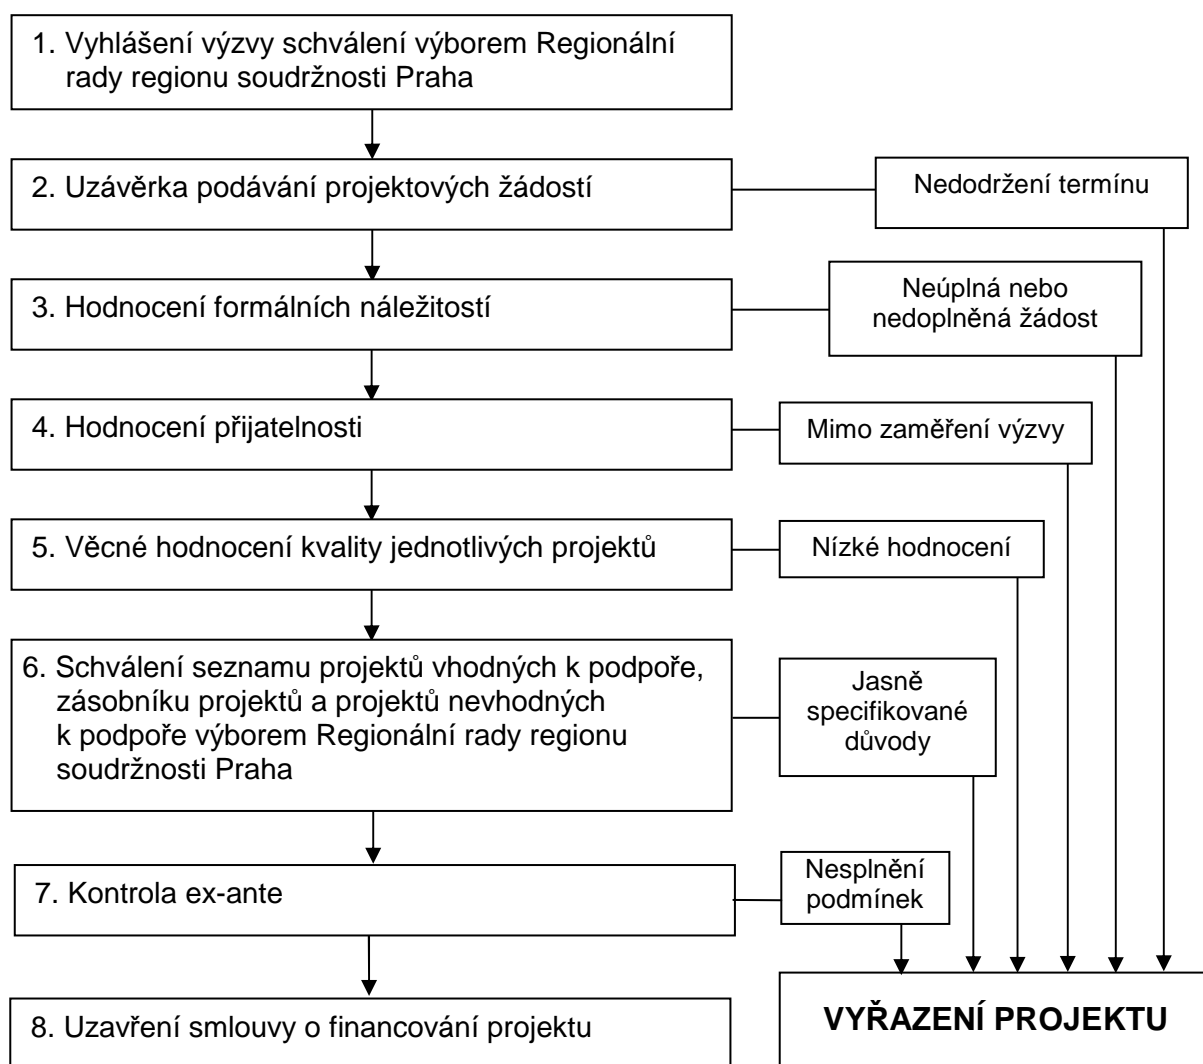 1. Vyhlášení výzvy schválení výborem Regionální
rady regionu soudržnosti Praha
2. Uzávěrka podávání projektových žádostí
Nedodržení termínu
3. Hodnocení formálních náležitostí
Neúplná nebo
nedoplněná žádost
4. Hodnocení přijatelnosti
Mimo zaměření výzvy
5. Věcné hodnocení kvality jednotlivých projektů
Nízké hodnocení
6. Schválení seznamu projektů vhodných k podpoře,
zásobníku projektů a projektů nevhodných
k podpoře výborem Regionální rady regionu
soudržnosti Praha
Jasně
specifikované
důvody
7. Kontrola ex-ante
Nesplnění
podmínek
8. Uzavření smlouvy o financování projektu
VYŘAZENÍ PROJEKTU